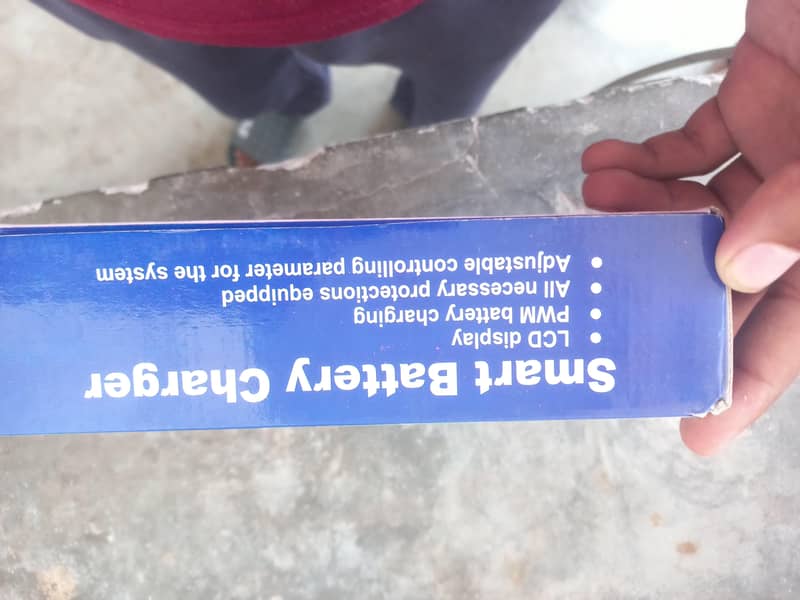 Smart Battery Charger
• LCD display
• PWM battery charging
• All necessary protections equipped
• Adjustable controlling parameter for the system